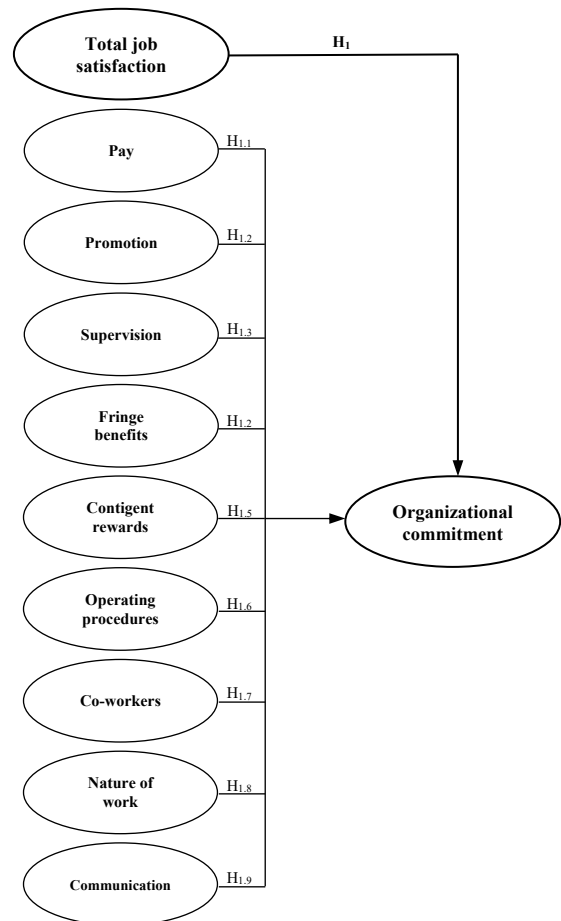 Total job
satisfaction
H1
Pay
H1.1
Promotion
H1.2
Supervision
H1.3
Fringe
benefits
H1.2
Contigent
rewards
H1.5
Organizational
commitment
Operating
procedures
H1.6
Co-workers
H1.7
Nature of
work
H1.8
Communication
H1.9